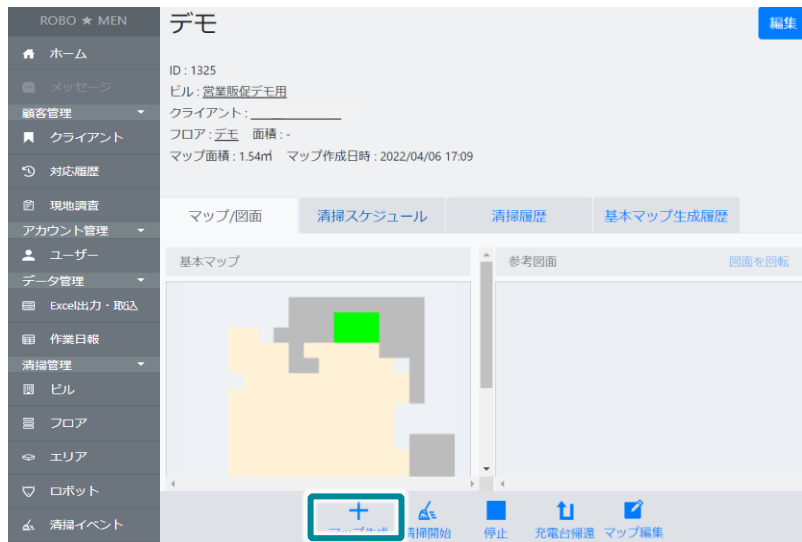 ROBO ★ MEN
ホーム
メッセージ
顧客管理
クライアント
対応履歴
現地調査
アカウント管理
ユーザー
データ管理
Excel出力・取込
作業日報
清掃管理
ビル
フロア
エリア
ロボット
清掃イベント
デモ
編集
ID : 1325
ビル : 営業販促デモ用
クライアント :
フロア : デモ 面積 : -
マップ面積 : 1.54㎡ マップ作成日時 : 2022/04/06 17:09
マップ/図面 清掃スケジュール 清掃履歴 基本マップ生成履歴
基本マップ
参考図面 図面を回転
マップ生成 清掃開始 停止 充電台帰還 マップ編集